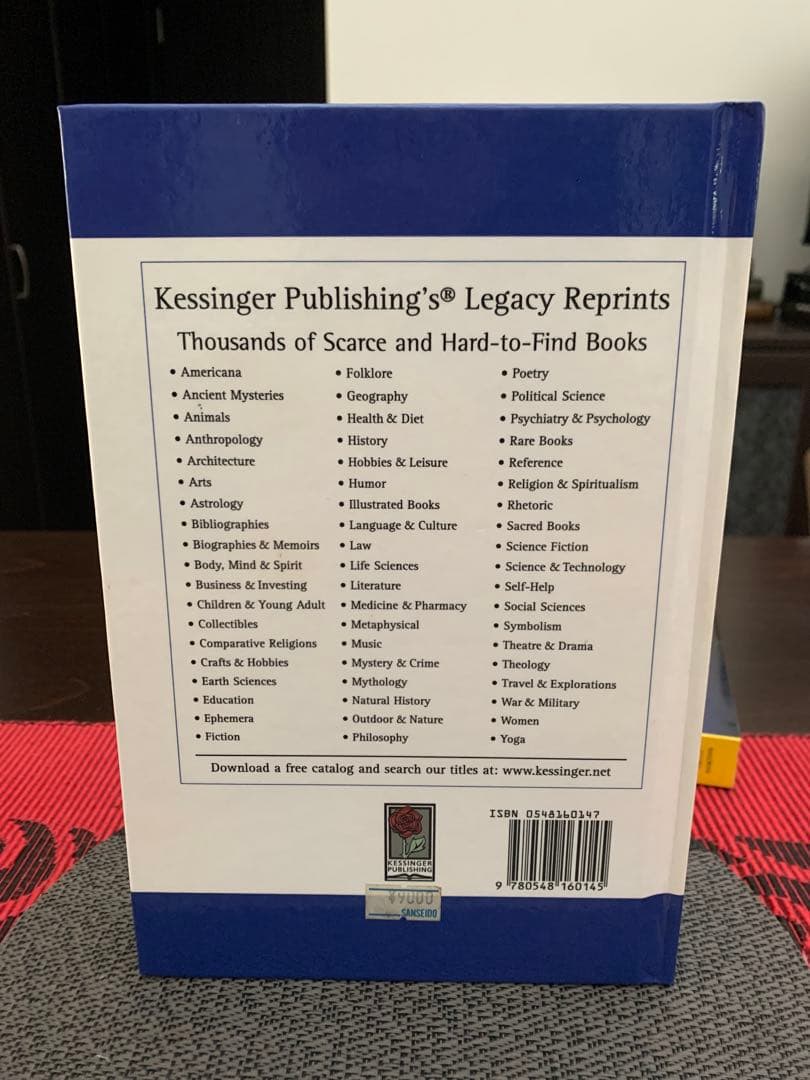 Kessinger Publishing's® Legacy Reprints
Thousands of Scarce and Hard-to-Find Books
• Americana
• Ancient Mysteries
• Animals
• Anthropology
• Architecture
• Arts
• Astrology
• Bibliographies
• Biographies & Memoirs
• Body, Mind & Spirit
• Business & Investing
• Children & Young Adult
• Collectibles
• Comparative Religions
• Crafts & Hobbies
• Earth Sciences
• Education
• Ephemera
• Fiction
• Folklore
• Geography
• Health & Diet
• History
• Hobbies & Leisure
• Humor
• Illustrated Books
• Language & Culture
• Law
• Life Sciences
• Literature
• Medicine & Pharmacy
• Metaphysical
• Music
• Mystery & Crime
• Mythology
• Natural History
• Outdoor & Nature
• Philosophy
• Poetry
• Political Science
• Psychiatry & Psychology
• Rare Books
• Reference
• Religion & Spiritualism
• Rhetoric
• Sacred Books
• Science Fiction
• Science & Technology
• Self-Help
• Social Sciences
• Symbolism
• Theatre & Drama
• Theology
• Travel & Explorations
• War & Military
• Women
• Yoga
Download a free catalog and search our titles at: www.kessinger.net
KESSINGER
PUBLISHING
ISBN 0548160147
9 780548 160145
¥9000
SANSEIDO